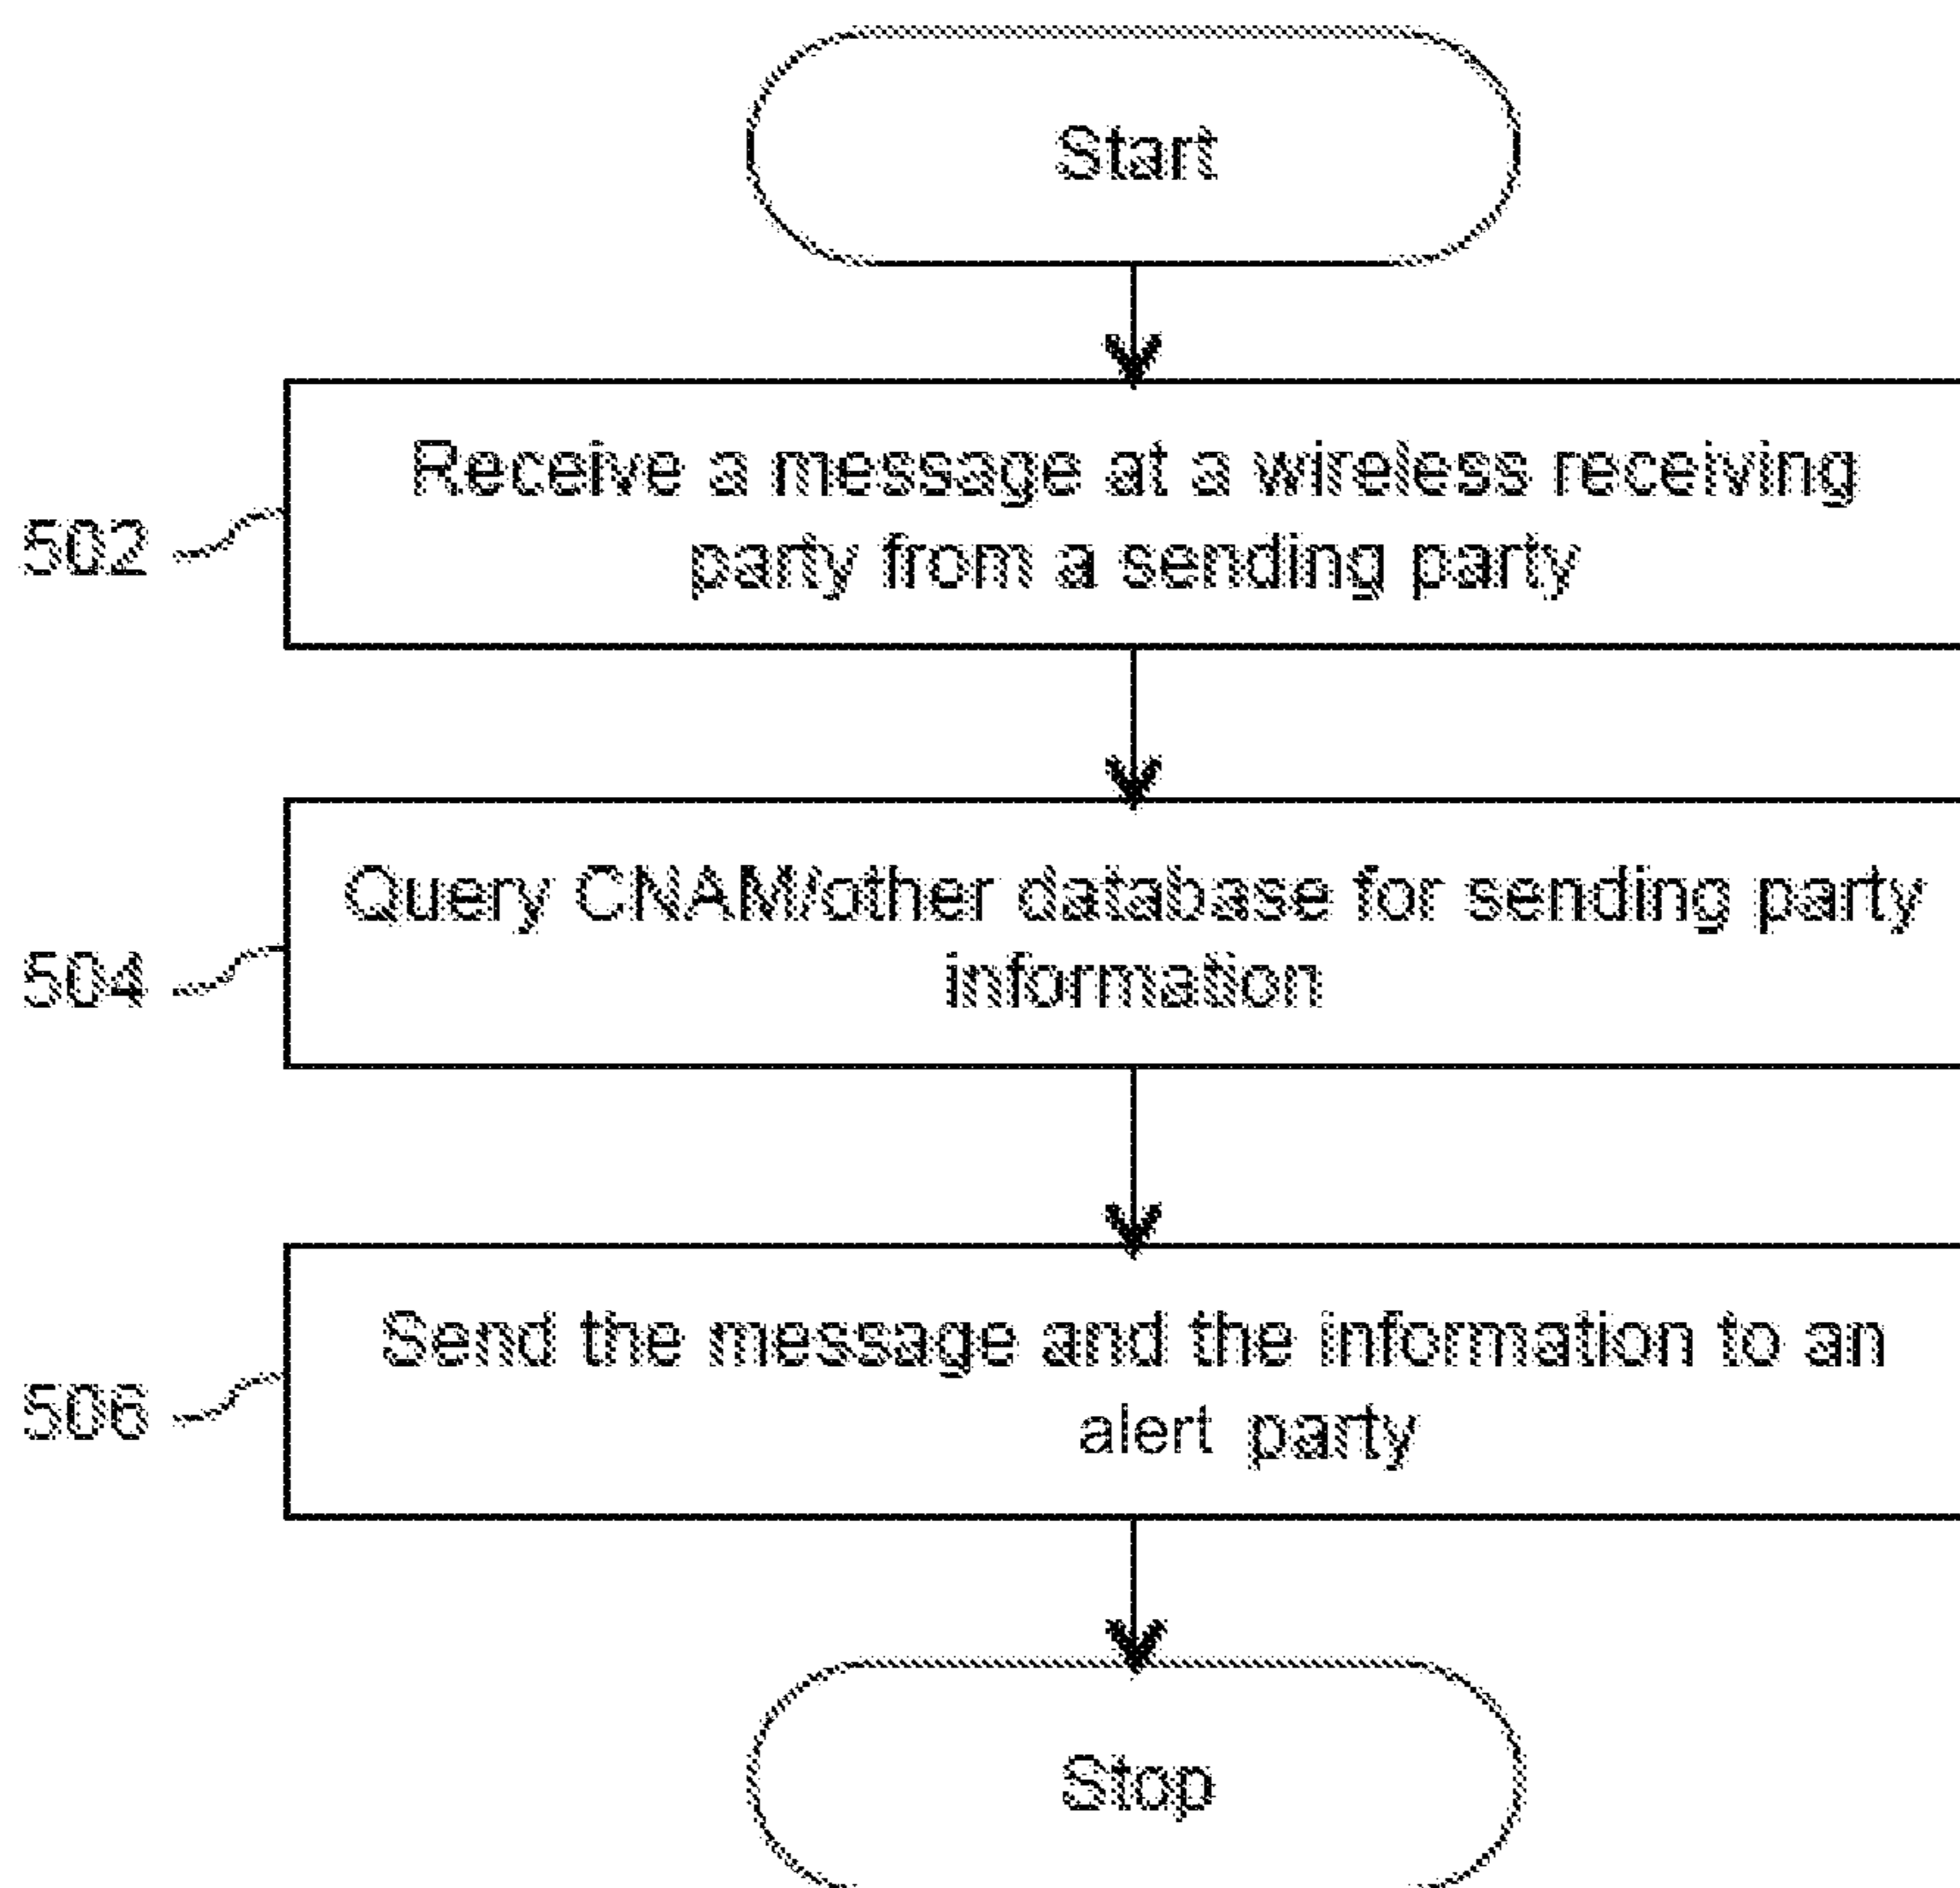 Start
Receive a message at a wireless receiving
party from a sending party
502
Query CNAM/other database for sending party
information
504
Send the message and the information to an
alert party
506
Stop